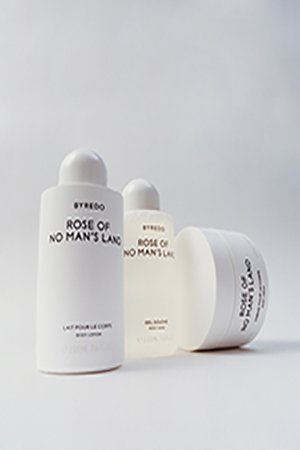 BYREDO
ROSE OF
NO MAN'S LAND
LAIT POUR LE CORPS
BODY LOTION
BYREDO
ROSE OF
NO MAN'S LAND
GEL DOUCHE
BODY WASH
ROSE OF
NO MAN'S LAND